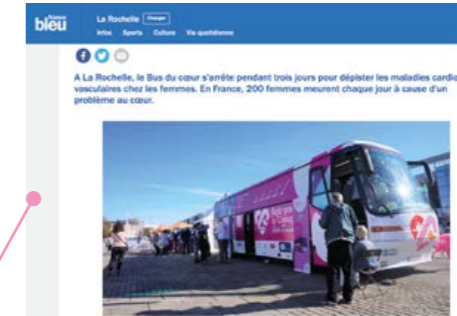 france
bleu
La Rochelle Changer
Infos Sports Culture Vie quotidienne
A La Rochelle, le Bus du cœur s'arrête pendant trois jours pour dépister les maladies cardio
vasculaires chez les femmes. En France, 200 femmes meurent chaque jour à cause d'un
problème au cœur.